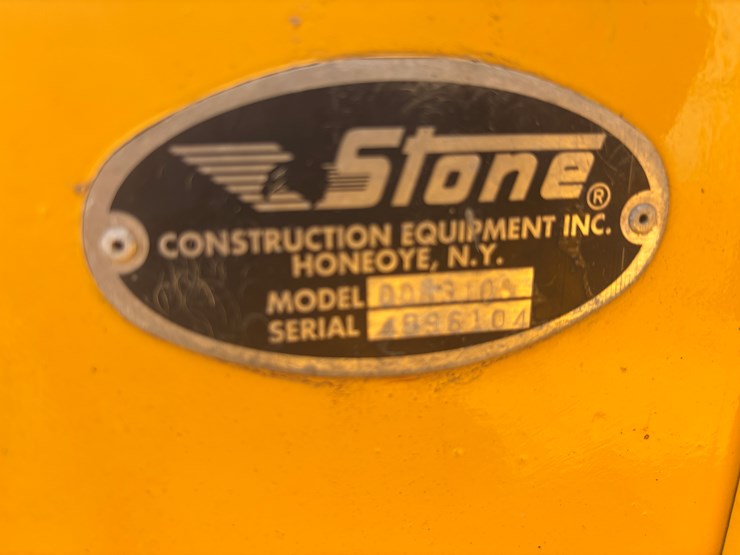 Stone®
CONSTRUCTION EQUIPMENT INC.
HONEOYE, N.Y.
MODEL
SERIAL